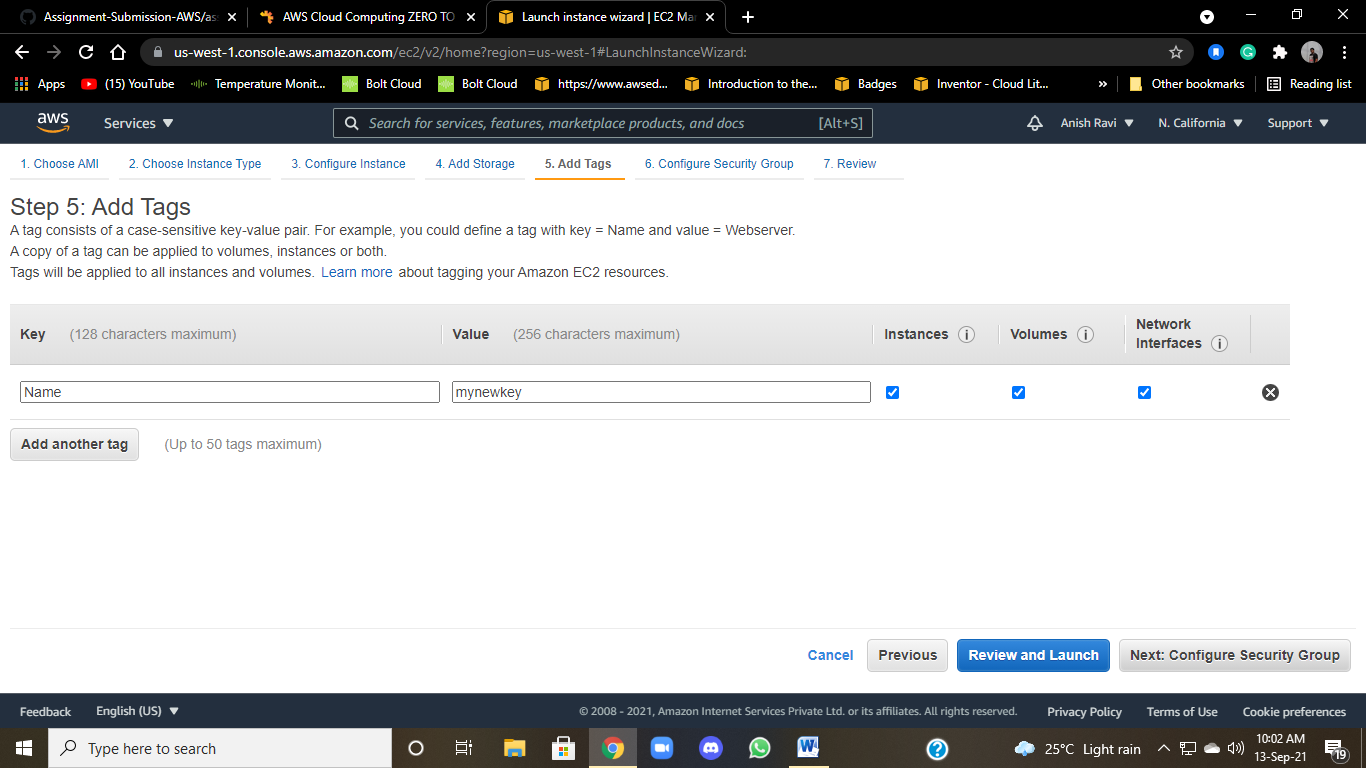 Assignment-Submission-AWS/as
AWS Cloud Computing ZERO TO
Launch instance wizard | EC2 Ma
us-west-1.console.aws.amazon.com/ec2/v2/home?region=us-west-1#LaunchInstanceWizard:
Apps (15) YouTube Temperature Monit... Bolt Cloud Bolt Cloud https://www.awsed... Introduction to the... Badges Inventor - Cloud Lit... » Other bookmarks Reading list
aws Services Search for services, features, marketplace products, and docs [Alt+S] Anish Ravi N. California Support
1. Choose AMI 2. Choose Instance Type 3. Configure Instance 4. Add Storage 5. Add Tags 6. Configure Security Group 7. Review
Step 5: Add Tags
A tag consists of a case-sensitive key-value pair. For example, you could define a tag with key = Name and value = Webserver.
A copy of a tag can be applied to volumes, instances or both.
Tags will be applied to all instances and volumes. Learn more about tagging your Amazon EC2 resources.
Key (128 characters maximum) Value (256 characters maximum) Instances i Volumes i Network
Interfaces i
Name mynewkey
Add another tag (Up to 50 tags maximum)
Cancel Previous Review and Launch Next: Configure Security Group
Feedback English (US) © 2008 - 2021, Amazon Internet Services Private Ltd. or its affiliates. All rights reserved. Privacy Policy Terms of Use Cookie preferences
Type here to search 25°C Light rain 10:02 AM
13-Sep-21 19